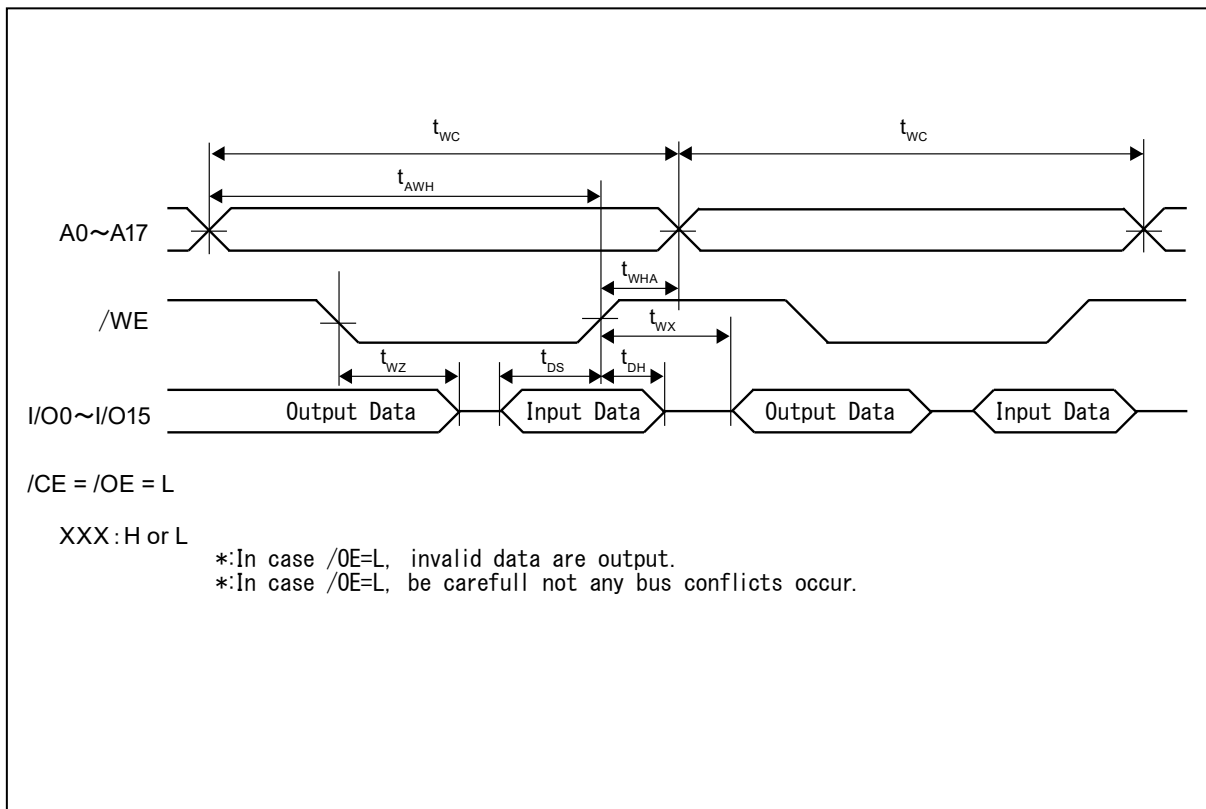 tWC tWC
tAWH
A0～A17
tWHA
/WE
tWX
tWZ tDS tDH
I/O0～I/O15 Output Data Input Data Output Data Input Data
/CE = /OE = L
XXX : H or L
*:In case /OE=L, invalid data are output.
*:In case /OE=L, be carefull not any bus conflicts occur.